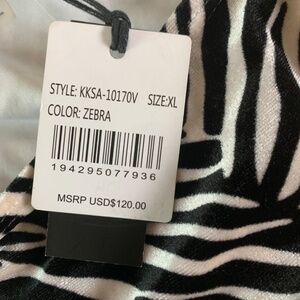 STYLE: KKSA-10170V SIZE:XL
COLOR: ZEBRA
194295077936
MSRP USD$120.00